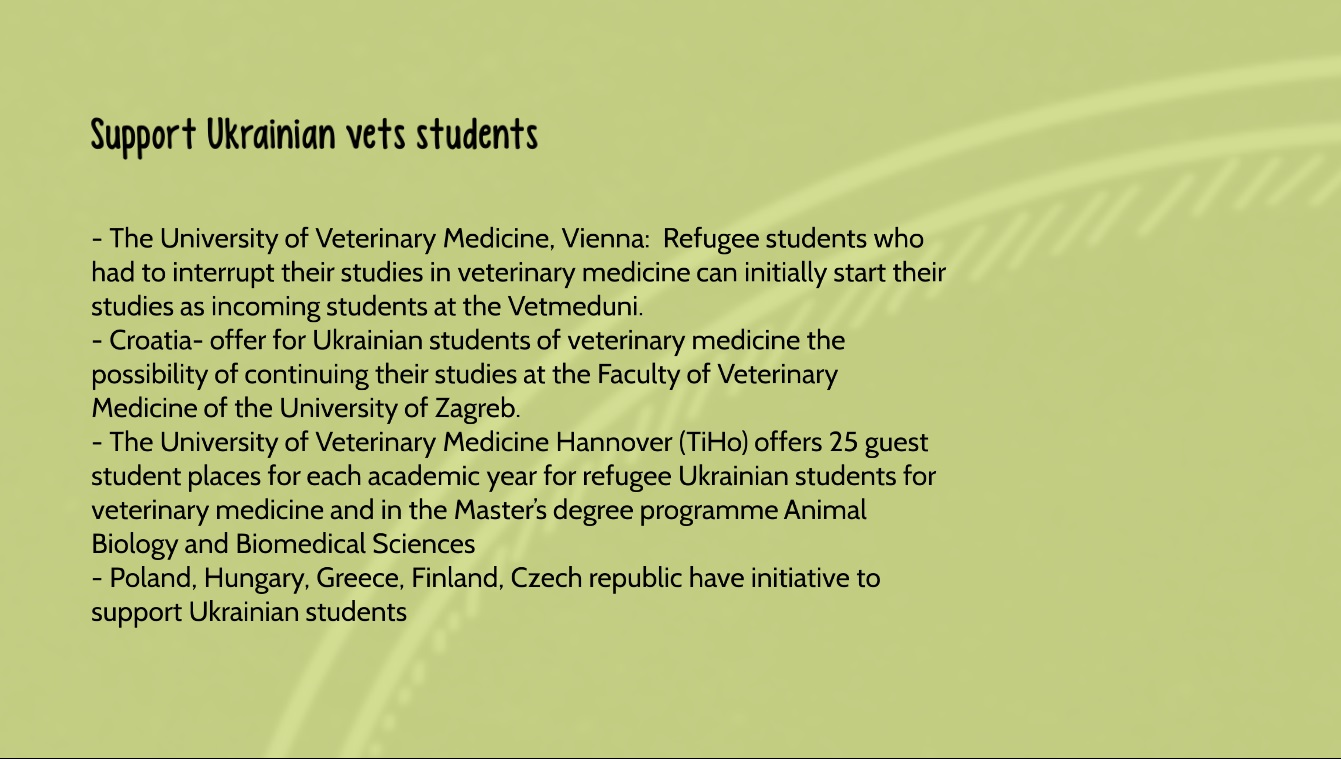 Support Ukrainian vets students
- The University of Veterinary Medicine, Vienna:  Refugee students who
had to interrupt their studies in veterinary medicine can initially start their
studies as incoming students at the Vetmeduni.
- Croatia- offer for Ukrainian students of veterinary medicine the
possibility of continuing their studies at the Faculty of Veterinary
Medicine of the University of Zagreb.
- The University of Veterinary Medicine Hannover (TiHo) offers 25 guest
student places for each academic year for refugee Ukrainian students for
veterinary medicine and in the Master’s degree programme Animal
Biology and Biomedical Sciences
- Poland, Hungary, Greece, Finland, Czech republic have initiative to
support Ukrainian students